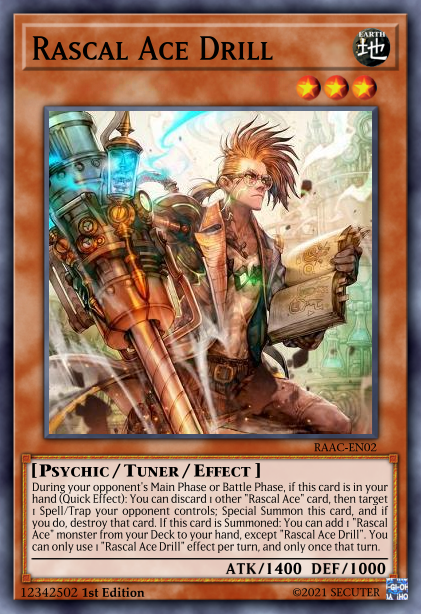 Rascal Ace Drill
EARTH
地
RAAC-EN02
[Psychic / Tuner / Effect ]
During your opponent's Main Phase or Battle Phase, if this card is in your
hand (Quick Effect): You can discard 1 other "Rascal Ace" card, then target
1 Spell/Trap your opponent controls; Special Summon this card, and if
you do, destroy that card. If this card is Summoned: You can add 1 "Rascal
Ace" monster from your Deck to your hand, except "Rascal Ace Drill". You
can only use 1 "Rascal Ace Drill" effect per turn, and only once that turn.
ATK/1400 DEF/1000
12342502 1st Edition
©2021 SECUTER